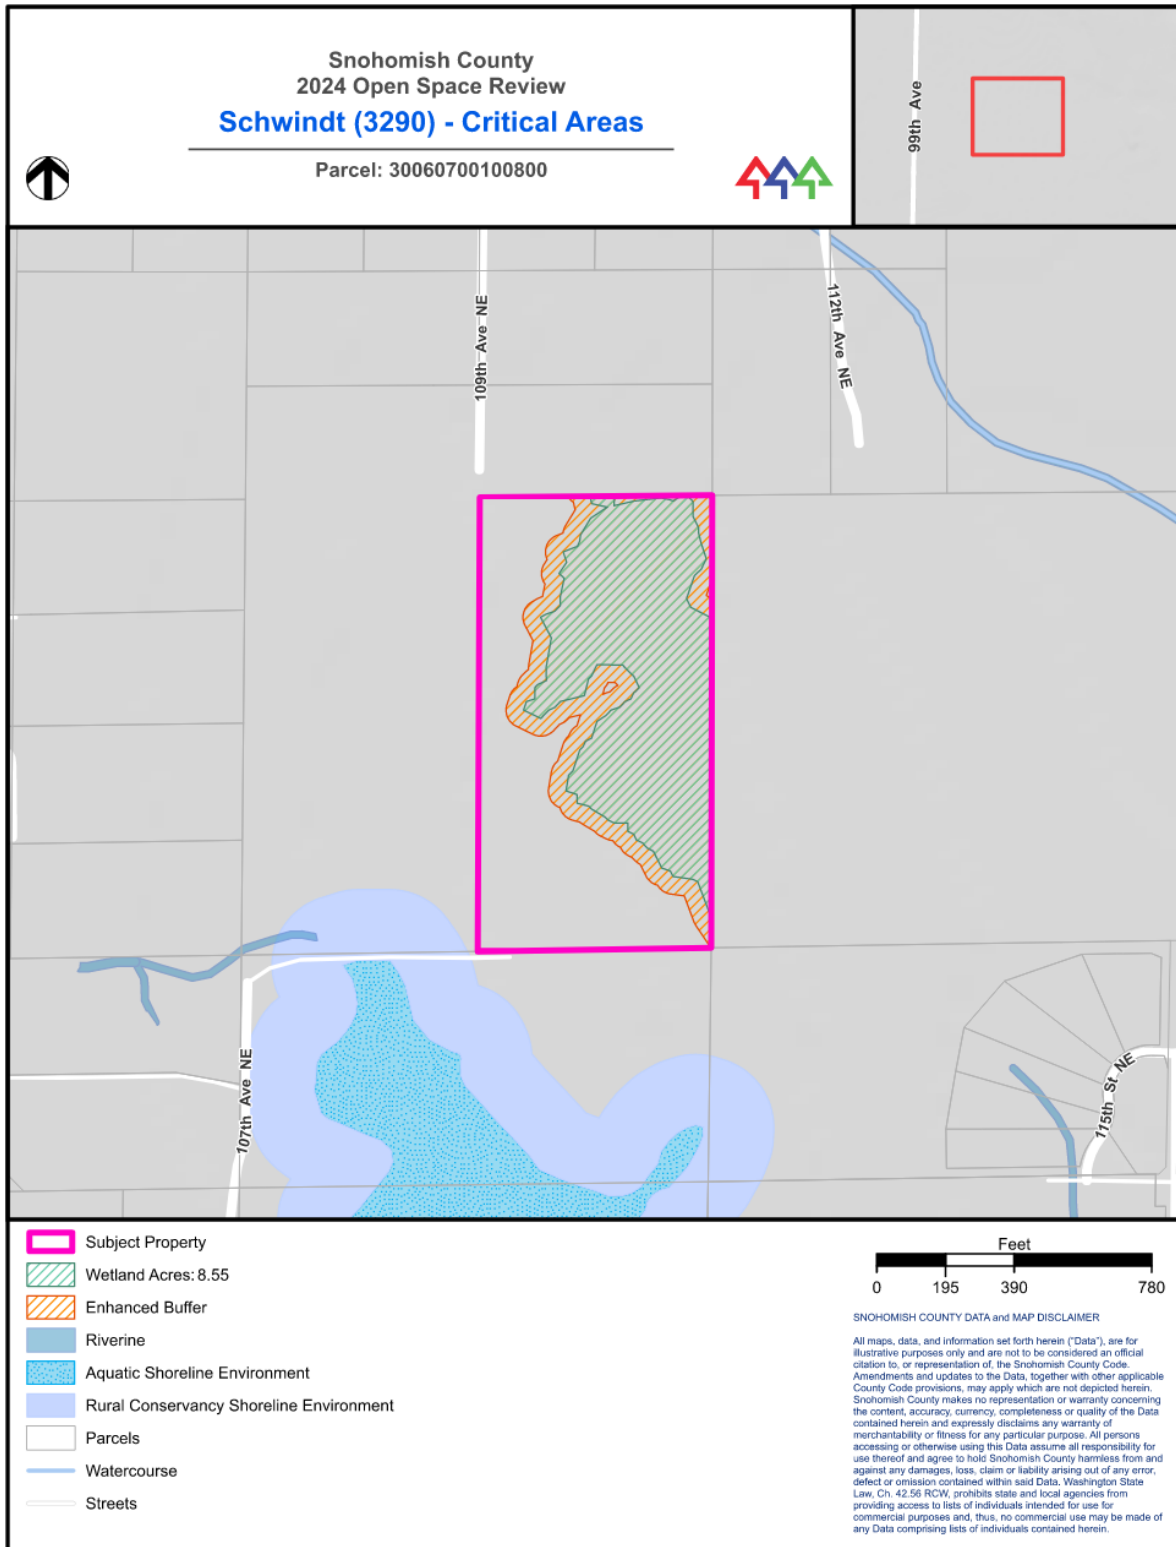 Snohomish County
2024 Open Space Review
Schwindt (3290) - Critical Areas
Parcel: 30060700100800
99th Ave
109th Ave NE
112th Ave NE
107th Ave NE
115th St NE
Subject Property
Wetland Acres: 8.55
Enhanced Buffer
Riverine
Aquatic Shoreline Environment
Rural Conservancy Shoreline Environment
Parcels
Watercourse
Streets
Feet
0 195 390 780
SNOHOMISH COUNTY DATA and MAP DISCLAIMER
All maps, data, and information set forth herein ("Data"), are for
illustrative purposes only and are not to be considered an official
citation to, or representation of, the Snohomish County Code.
Amendments and updates to the Data, together with other applicable
County Code provisions, may apply which are not depicted herein.
Snohomish County makes no representation or warranty concerning
the content, accuracy, currency, completeness or quality of the Data
contained herein and expressly disclaims any warranty of
merchantability or fitness for any particular purpose. All persons
accessing or otherwise using this Data assume all responsibility for
use thereof and agree to hold Snohomish County harmless from and
against any damages, loss, claim or liability arising out of any error,
defect or omission contained within said Data. Washington State
Law, Ch. 42.56 RCW, prohibits state and local agencies from
providing access to lists of individuals intended for use for
commercial purposes and, thus, no commercial use may be made of
any Data comprising lists of individuals contained herein.